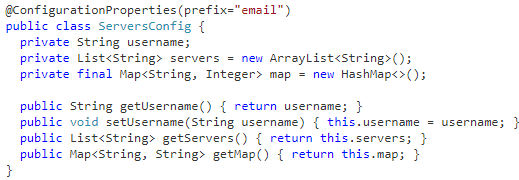 @ConfigurationProperties(prefix="email")
public class ServersConfig {
  private String username;
  private List<String> servers = new ArrayList<String>();
  private final Map<String, Integer> map = new HashMap<>();

  public String getUsername() { return username; }
  public void setUsername(String username) { this.username = username; }
  public List<String> getServers() { return this.servers; }
  public Map<String, String> getMap() { return this.map; }
}